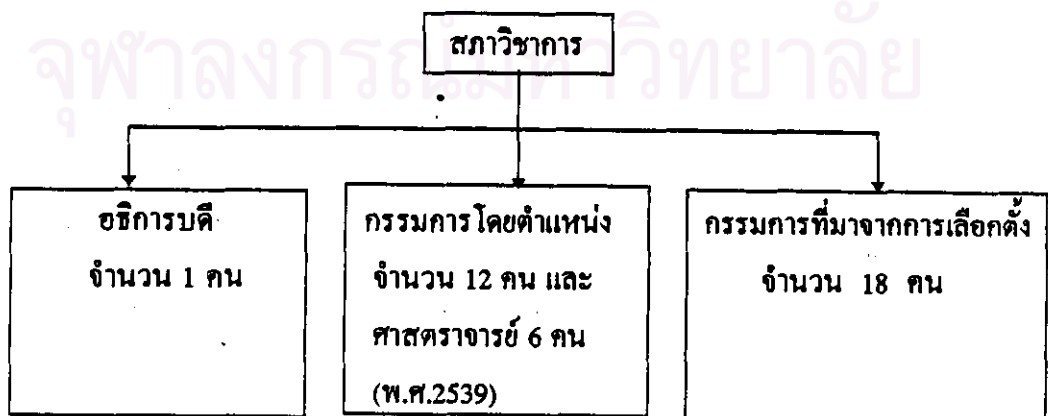 สภาวิชาการ
จุฬาลงกรณ์มหาวิทยาลัย
อธิการบดี
จำนวน 1 คน
กรรมการโดยตำแหน่ง
จำนวน 12 คน และ
ศาสตราจารย์ 6 คน
(พ.ศ.2539)
กรรมการที่มาจากการเลือกตั้ง
จำนวน 18 คน